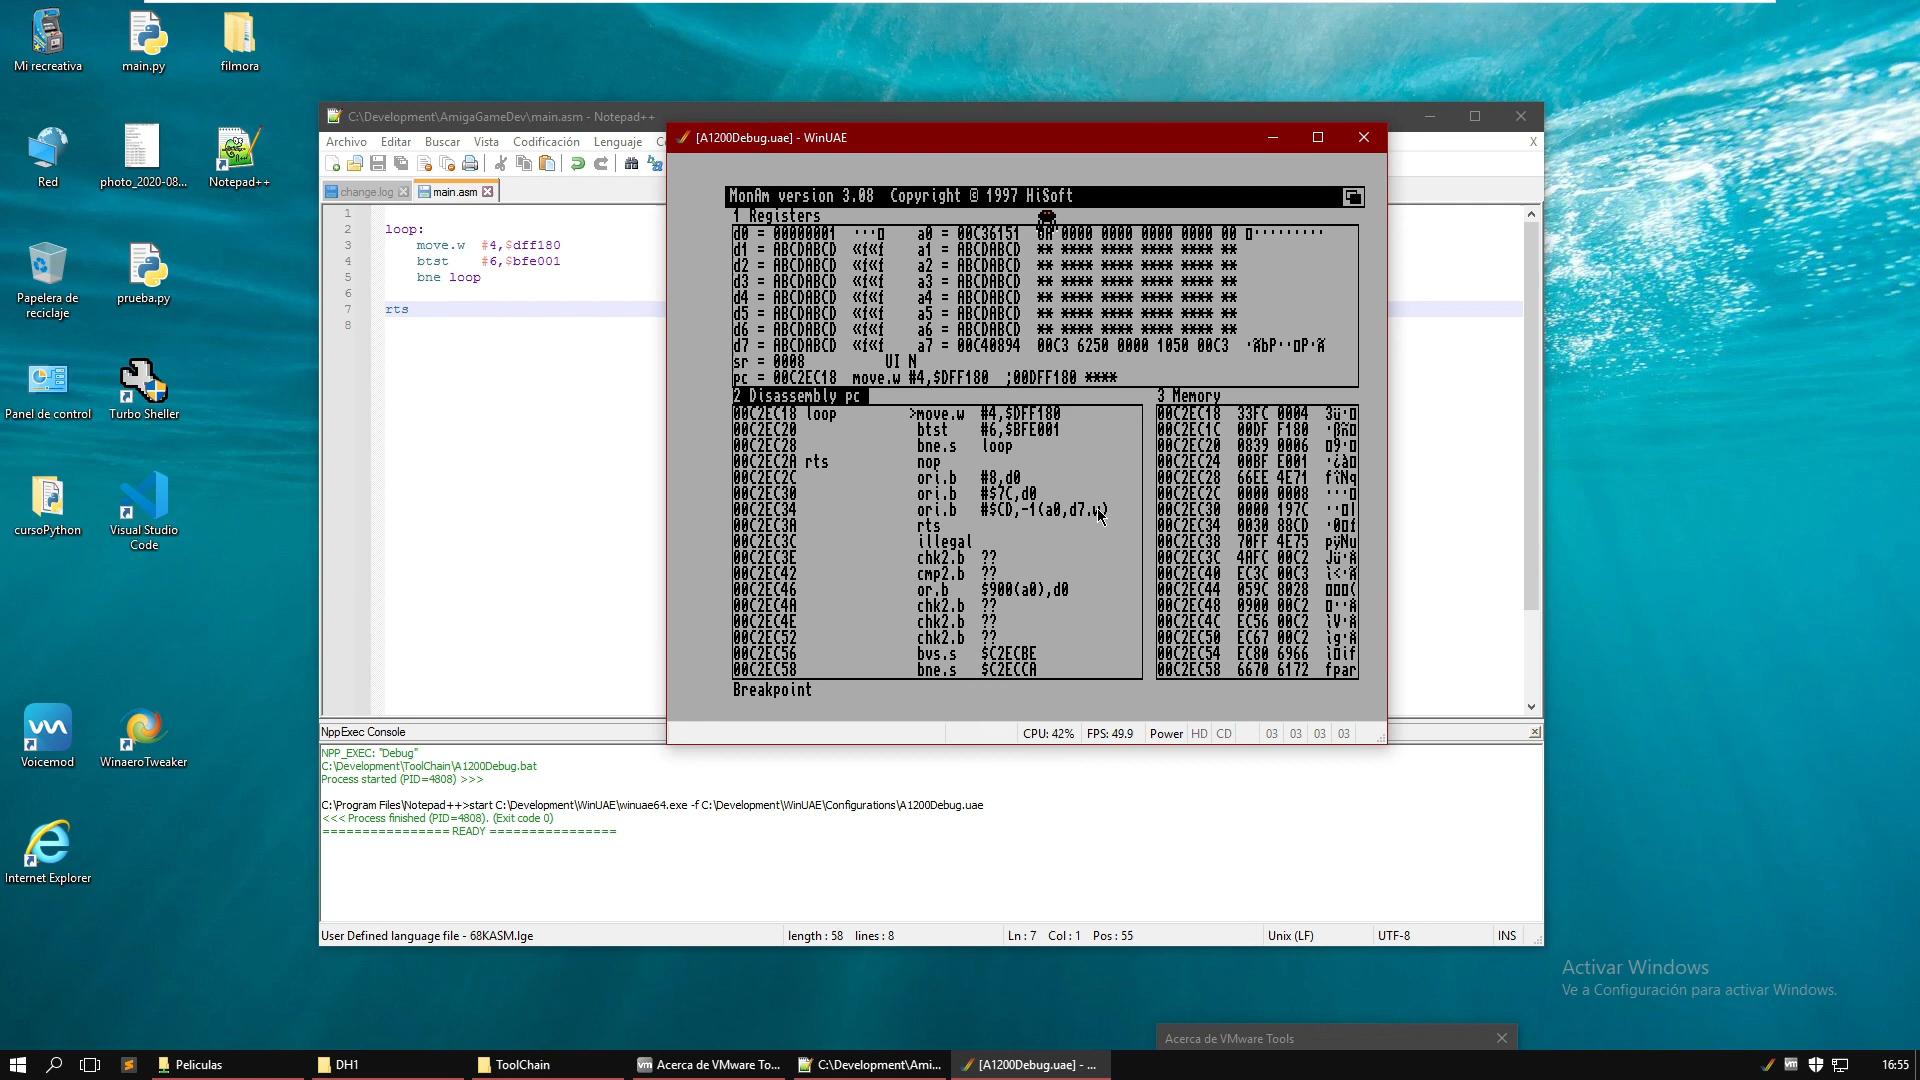 Mi recreativa
main.py
filmora
Red
photo_2020-08...
Notepad++
Papelera de
reciclaje
prueba.py
Panel de control
Turbo Sheller
cursoPython
Visual Studio
Code
Voicemod
WinaeroTweaker
Internet Explorer
C:\Development\AmigaGameDev\main.asm - Notepad++
Archivo Editar Buscar Vista Codificación Lenguaje C
X
change.log
main.asm
1
2 loop:
3 move.w #4,$dff180
4 btst #6,$bfe001
5 bne loop
6
7 rts
8
[A1200Debug.uae] - WinUAE
MonAm version 3.08 Copyright © 1997 HiSoft
1 Registers
d0 = 00000001 a0 = 00C36151 0A 0000 0000 0000 0000 00
d1 = ABCDABCD «f«f a1 = ABCDABCD ** **** **** **** **** **
d2 = ABCDABCD «f«f a2 = ABCDABCD ** **** **** **** **** **
d3 = ABCDABCD «f«f a3 = ABCDABCD ** **** **** **** **** **
d4 = ABCDABCD «f«f a4 = ABCDABCD ** **** **** **** **** **
d5 = ABCDABCD «f«f a5 = ABCDABCD ** **** **** **** **** **
d6 = ABCDABCD «f«f a6 = ABCDABCD ** **** **** **** **** **
d7 = ABCDABCD «f«f a7 = 00C40894 00C3 6250 0000 1050 00C3
sr = 0008 UI N
pc = 00C2EC18 move.w #4,$DFF180 ;00DFF180 ****
2 Disassembly pc
00C2EC18 loop >move.w #4,$DFF180
00C2EC20 btst #6,$BFE001
00C2EC28 bne.s loop
00C2EC2A rts nop
00C2EC2C ori.b #8,d0
00C2EC30 ori.b #$7C,d0
00C2EC34 ori.b #$CD,-1(a0,d7.w)
00C2EC3A rts
00C2EC3C illegal
00C2EC3E chk2.b ??
00C2EC42 cmp2.b ??
00C2EC46 or.b $900(a0),d0
00C2EC4A chk2.b ??
00C2EC4E chk2.b ??
00C2EC52 chk2.b ??
00C2EC56 bvs.s $C2ECBE
00C2EC58 bne.s $C2ECCA
3 Memory
00C2EC18 33FC 0004
00C2EC1C 00DF F180
00C2EC20 0839 0006
00C2EC24 00BF E001
00C2EC28 66EE 4E71 fîNq
00C2EC2C 0000 0008
00C2EC30 0000 197C
00C2EC34 0030 88CD
00C2EC38 70FF 4E75 pÿNu
00C2EC3C 4AFC 00C2
00C2EC40 EC3C 00C3
00C2EC44 059C 8028
00C2EC48 0900 00C2
00C2EC4C EC56 00C2
00C2EC50 EC67 00C2
00C2EC54 EC80 6966
00C2EC58 6670 6172 fpar
Breakpoint
CPU: 42% FPS: 49.9 Power HD CD 03 03 03 03
NppExec Console
NPP_EXEC: "Debug"
C:\Development\ToolChain\A1200Debug.bat
Process started (PID=4808) >>>
C:\Program Files\Notepad++>start C:\Development\WinUAE\winuae64.exe -f C:\Development\WinUAE\Configurations\A1200Debug.uae
<<< Process finished (PID=4808). (Exit code 0)
================ READY ================
User Defined language file - 68KASM.lge length : 58 lines : 8 Ln : 7 Col : 1 Pos : 55 Unix (LF) UTF-8 INS
Activar Windows
Ve a Configuración para activar Windows.
Acerca de VMware Tools
Peliculas
DH1
ToolChain
Acerca de VMware To...
C:\Development\Ami...
[A1200Debug.uae] - ...
16:55